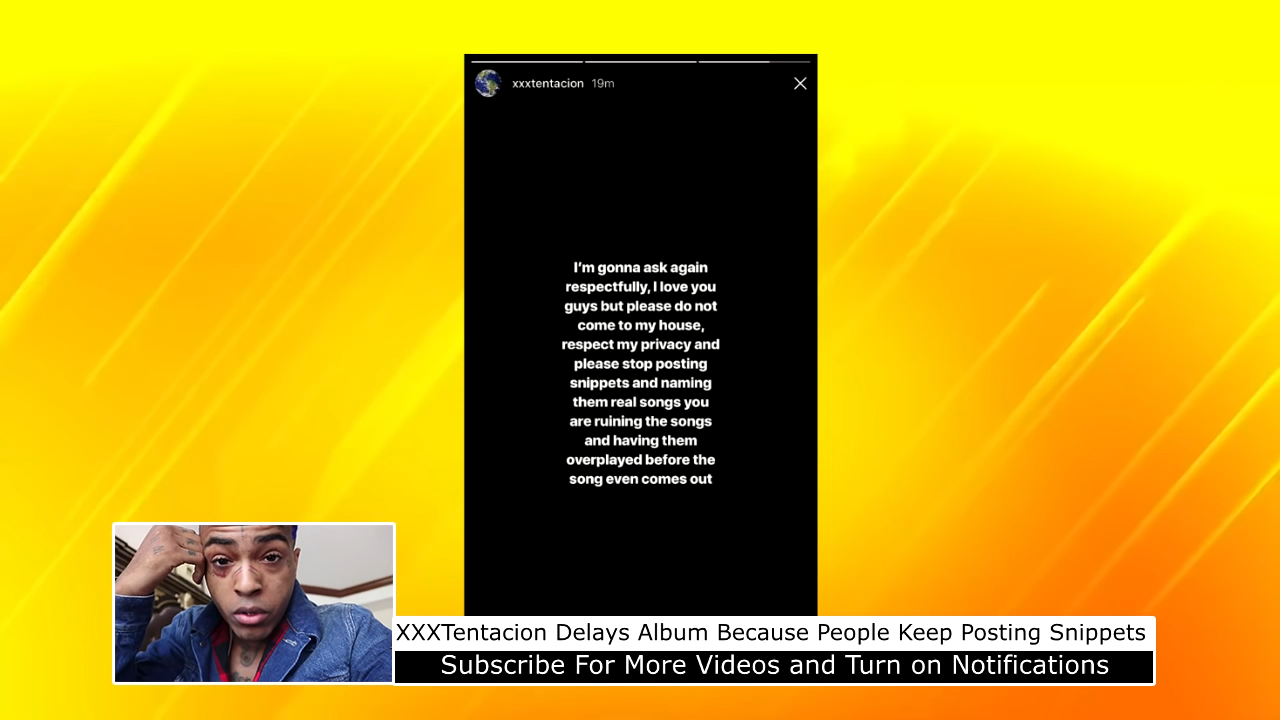 xxxtentacion 19m
I'm gonna ask again
respectfully, I love you
guys but please do not
come to my house,
respect my privacy and
please stop posting
snippets and naming
them real songs you
are ruining the songs
and having them
overplayed before the
song even comes out
XXXTentacion Delays Album Because People Keep Posting Snippets
Subscribe For More Videos and Turn on Notifications